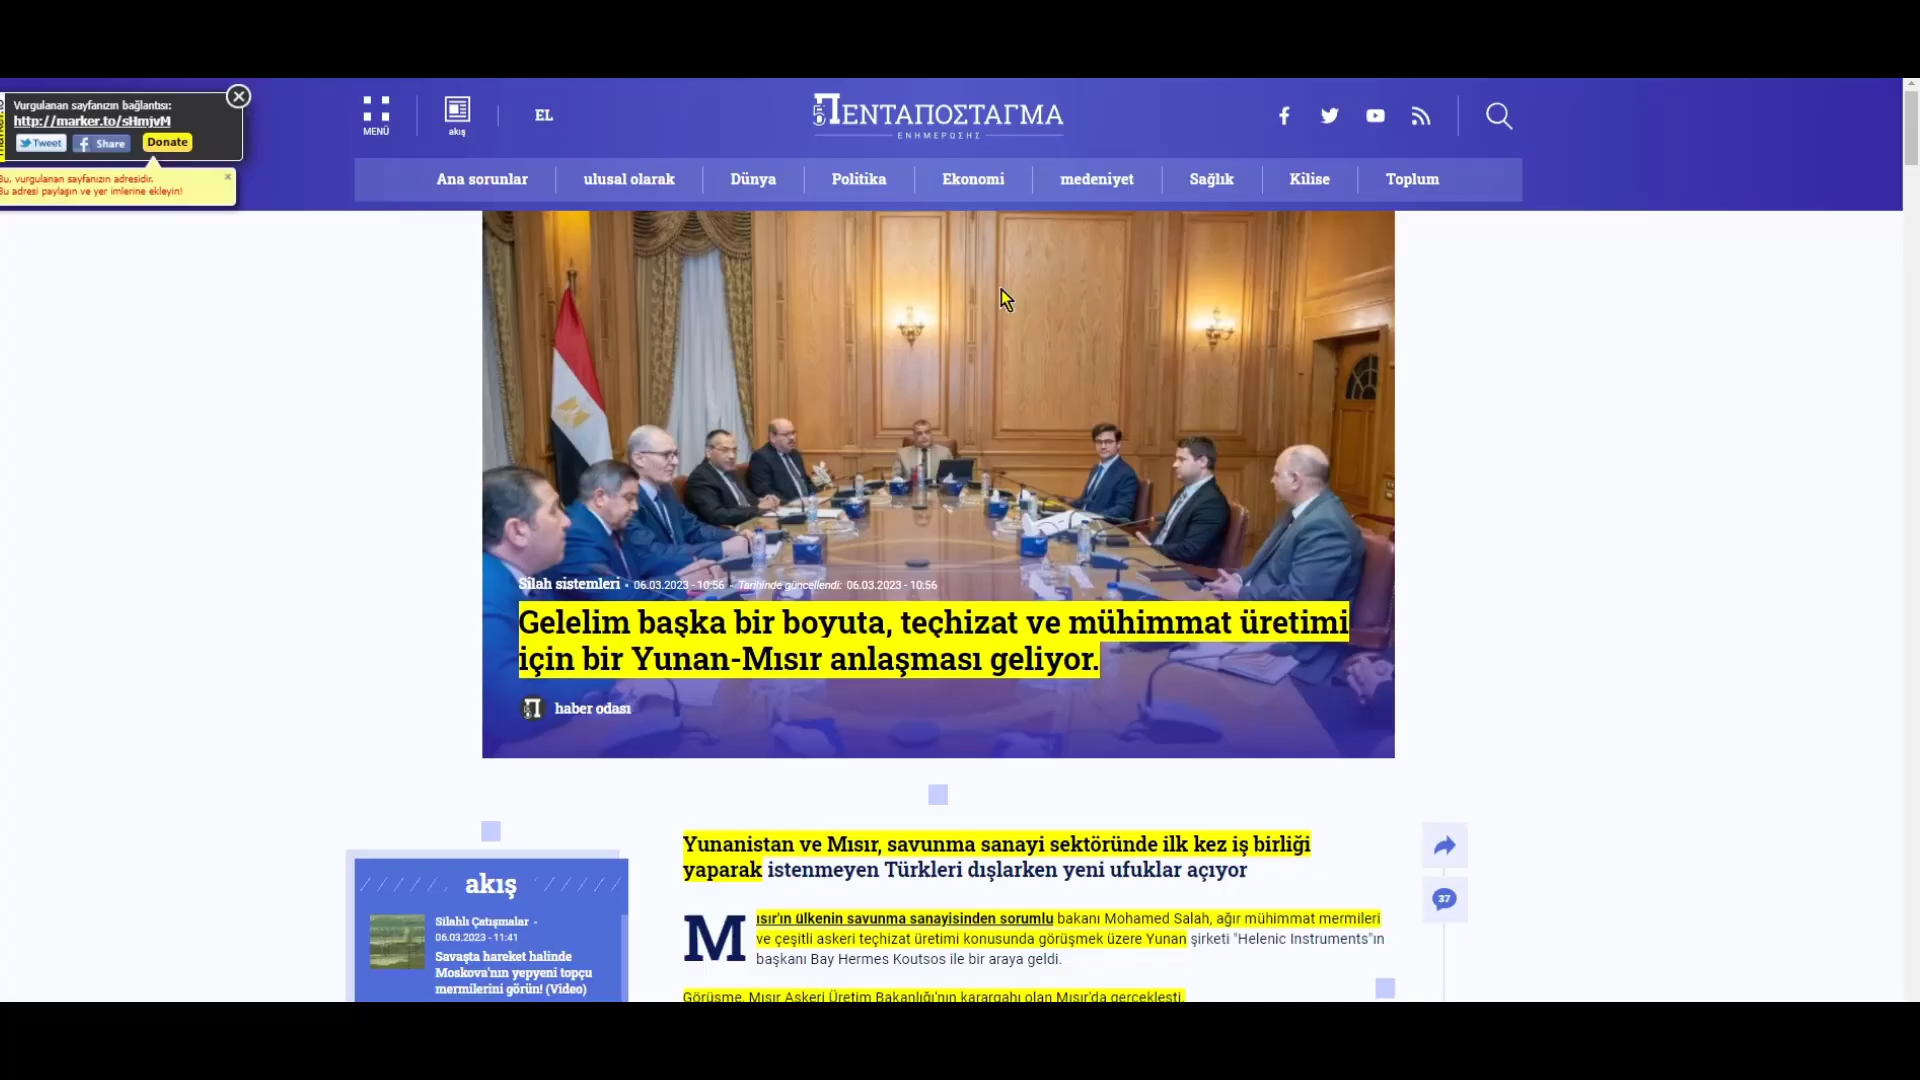 Vurgulanan sayfanızın bağlantısı:
http://marker.to/sHmjvM
Tweet
Share
Donate
Bu, vurgulanan sayfanızın adresidir.
Bu adresi paylaşın ve yer imlerine ekleyin!
MENÜ
akış
EL
ΠΕΝΤΑΠΟΣΤΑΓΜΑ
ΕΝΗΜΕΡΩΣΗΣ
Ana sorunlar
ulusal olarak
Dünya
Politika
Ekonomi
medeniyet
Sağlık
Kilise
Toplum
Silah sistemleri • 06.03.2023 - 10:56 - Tarihinde güncellendi: 06.03.2023 - 10:56
Gelelim başka bir boyuta, teçhizat ve mühimmat üretimi
için bir Yunan-Mısır anlaşması geliyor.
haber odası
Yunanistan ve Mısır, savunma sanayi sektöründe ilk kez iş birliği
yaparak istenmeyen Türkleri dışlarken yeni ufuklar açıyor
Mısır'ın ülkenin savunma sanayisinden sorumlu bakanı Mohamed Salah, ağır mühimmat mermileri
ve çeşitli askeri teçhizat üretimi konusunda görüşmek üzere Yunan şirketi "Helenic Instruments"ın
başkanı Bay Hermes Koutsos ile bir araya geldi.
Görüşme, Mısır Askeri Üretim Bakanlığı'nın karargahı olan Mısır'da gerçekleşti.
akış
Silahlı Çatışmalar -
06.03.2023 - 11:41
Savaşta hareket halinde
Moskova'nın yepyeni topçu
mermilerini görün! (Video)
37